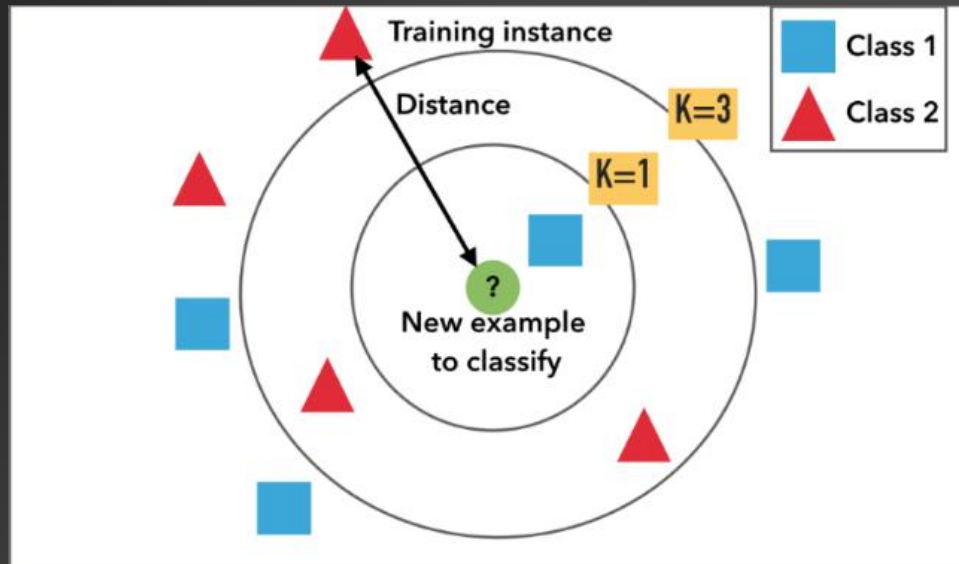 Training instance
Class 1
Distance
K=3
Class 2
K=1
?
New example
to classify